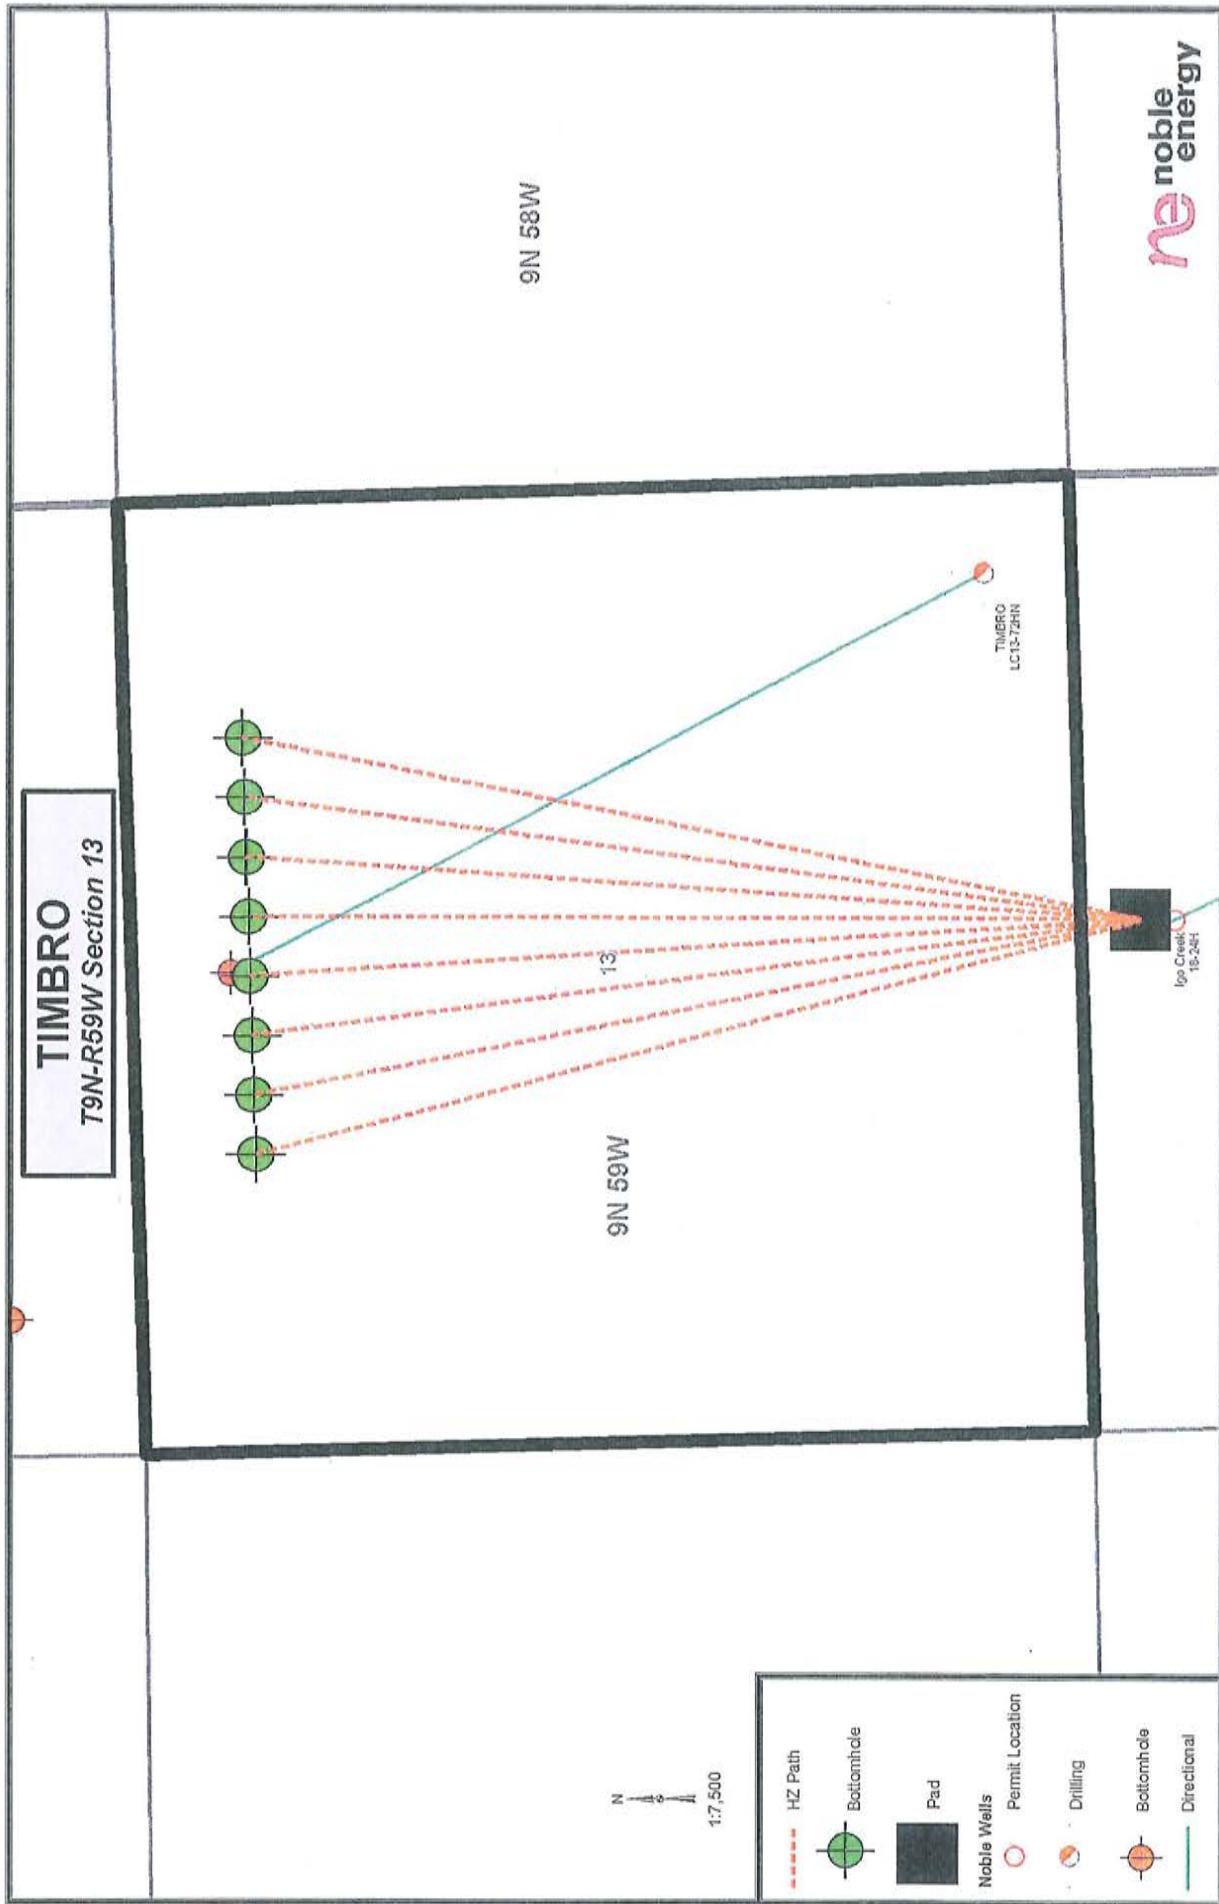 TIMBRO
T9N-R59W Section 13
9N 58W
13
9N 59W
TIMBRO
LC13-72HN
Igo Creek
18-24H
N
1:7,500
HZ Path
Bottomhole
Pad
Noble Wells
Permit Location
Drilling
Bottomhole
Directional
ne noble
energy